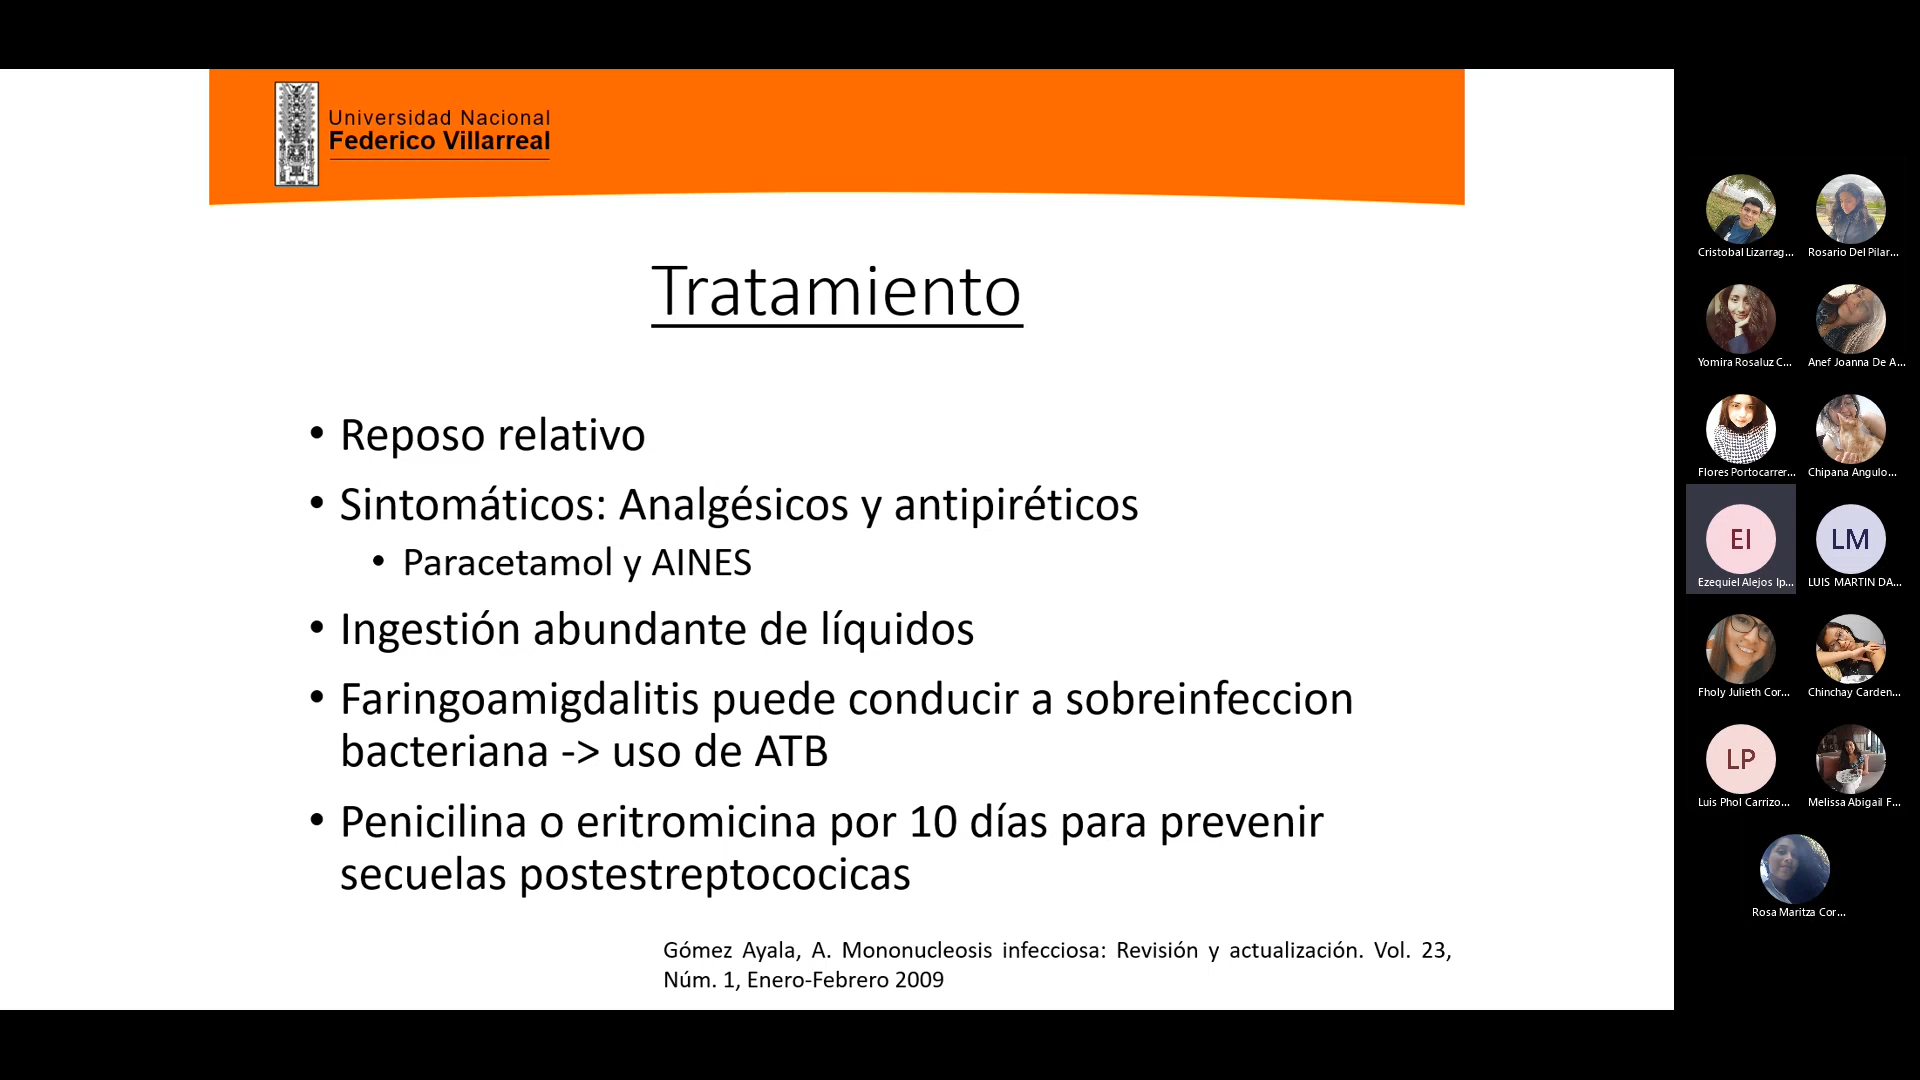 Universidad Nacional
Federico Villarreal
Tratamiento
• Reposo relativo
• Sintomáticos: Analgésicos y antipiréticos
• Paracetamol y AINES
• Ingestión abundante de líquidos
• Faringoamigdalitis puede conducir a sobreinfeccion
bacteriana -> uso de ATB
• Penicilina o eritromicina por 10 días para prevenir
secuelas postestreptococicas
Gómez Ayala, A. Mononucleosis infecciosa: Revisión y actualización. Vol. 23,
Núm. 1, Enero-Febrero 2009
Cristobal Lizarrag...
Rosario Del Pilar...
Yomira Rosaluz C...
Anef Joanna De A...
Flores Portocarrer...
Chipana Angulo...
EI
LM
Ezequiel Alejos Ip...
LUIS MARTIN DA...
Fholy Julieth Cor...
Chinchay Carden...
LP
Luis Phol Carrizo...
Melissa Abigail F...
Rosa Maritza Cor...